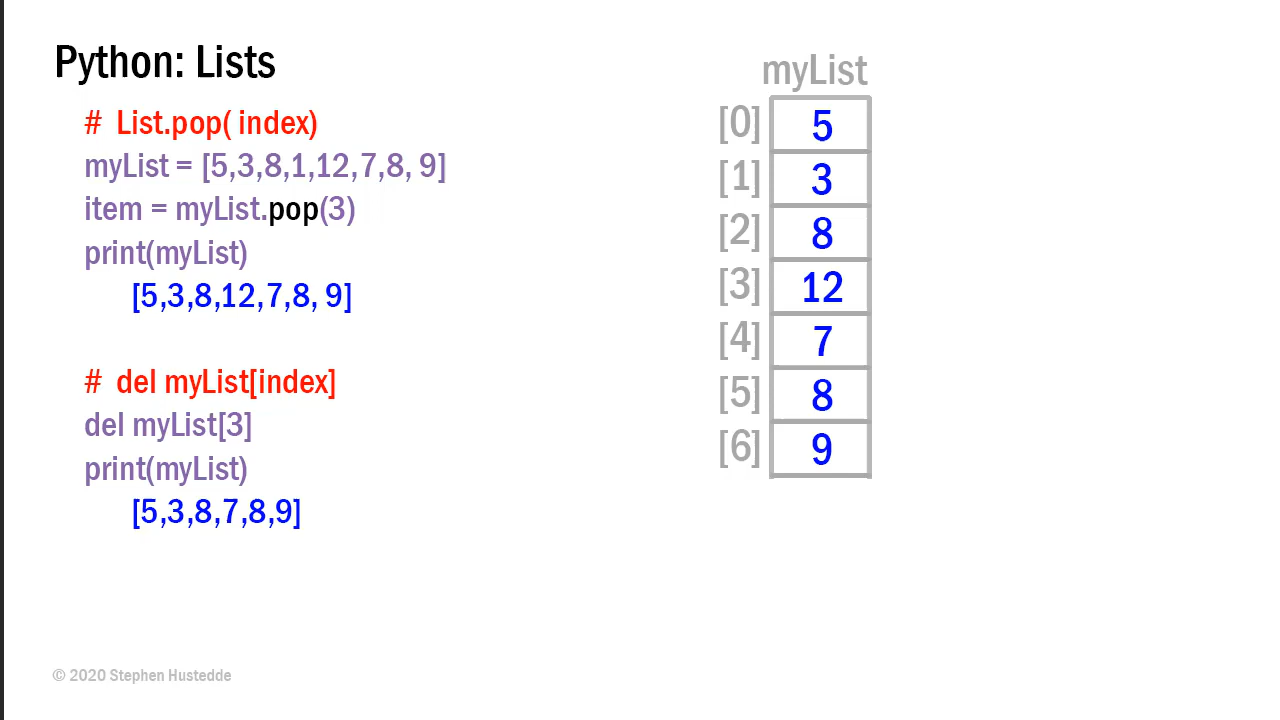 Python: Lists
# List.pop( index)
myList = [5,3,8,1,12,7,8, 9]
item = myList.pop(3)
print(myList)
[5,3,8,12,7,8, 9]
# del myList[index]
del myList[3]
print(myList)
[5,3,8,7,8,9]
myList
[0] 5
[1] 3
[2] 8
[3] 12
[4] 7
[5] 8
[6] 9
© 2020 Stephen Hustedde